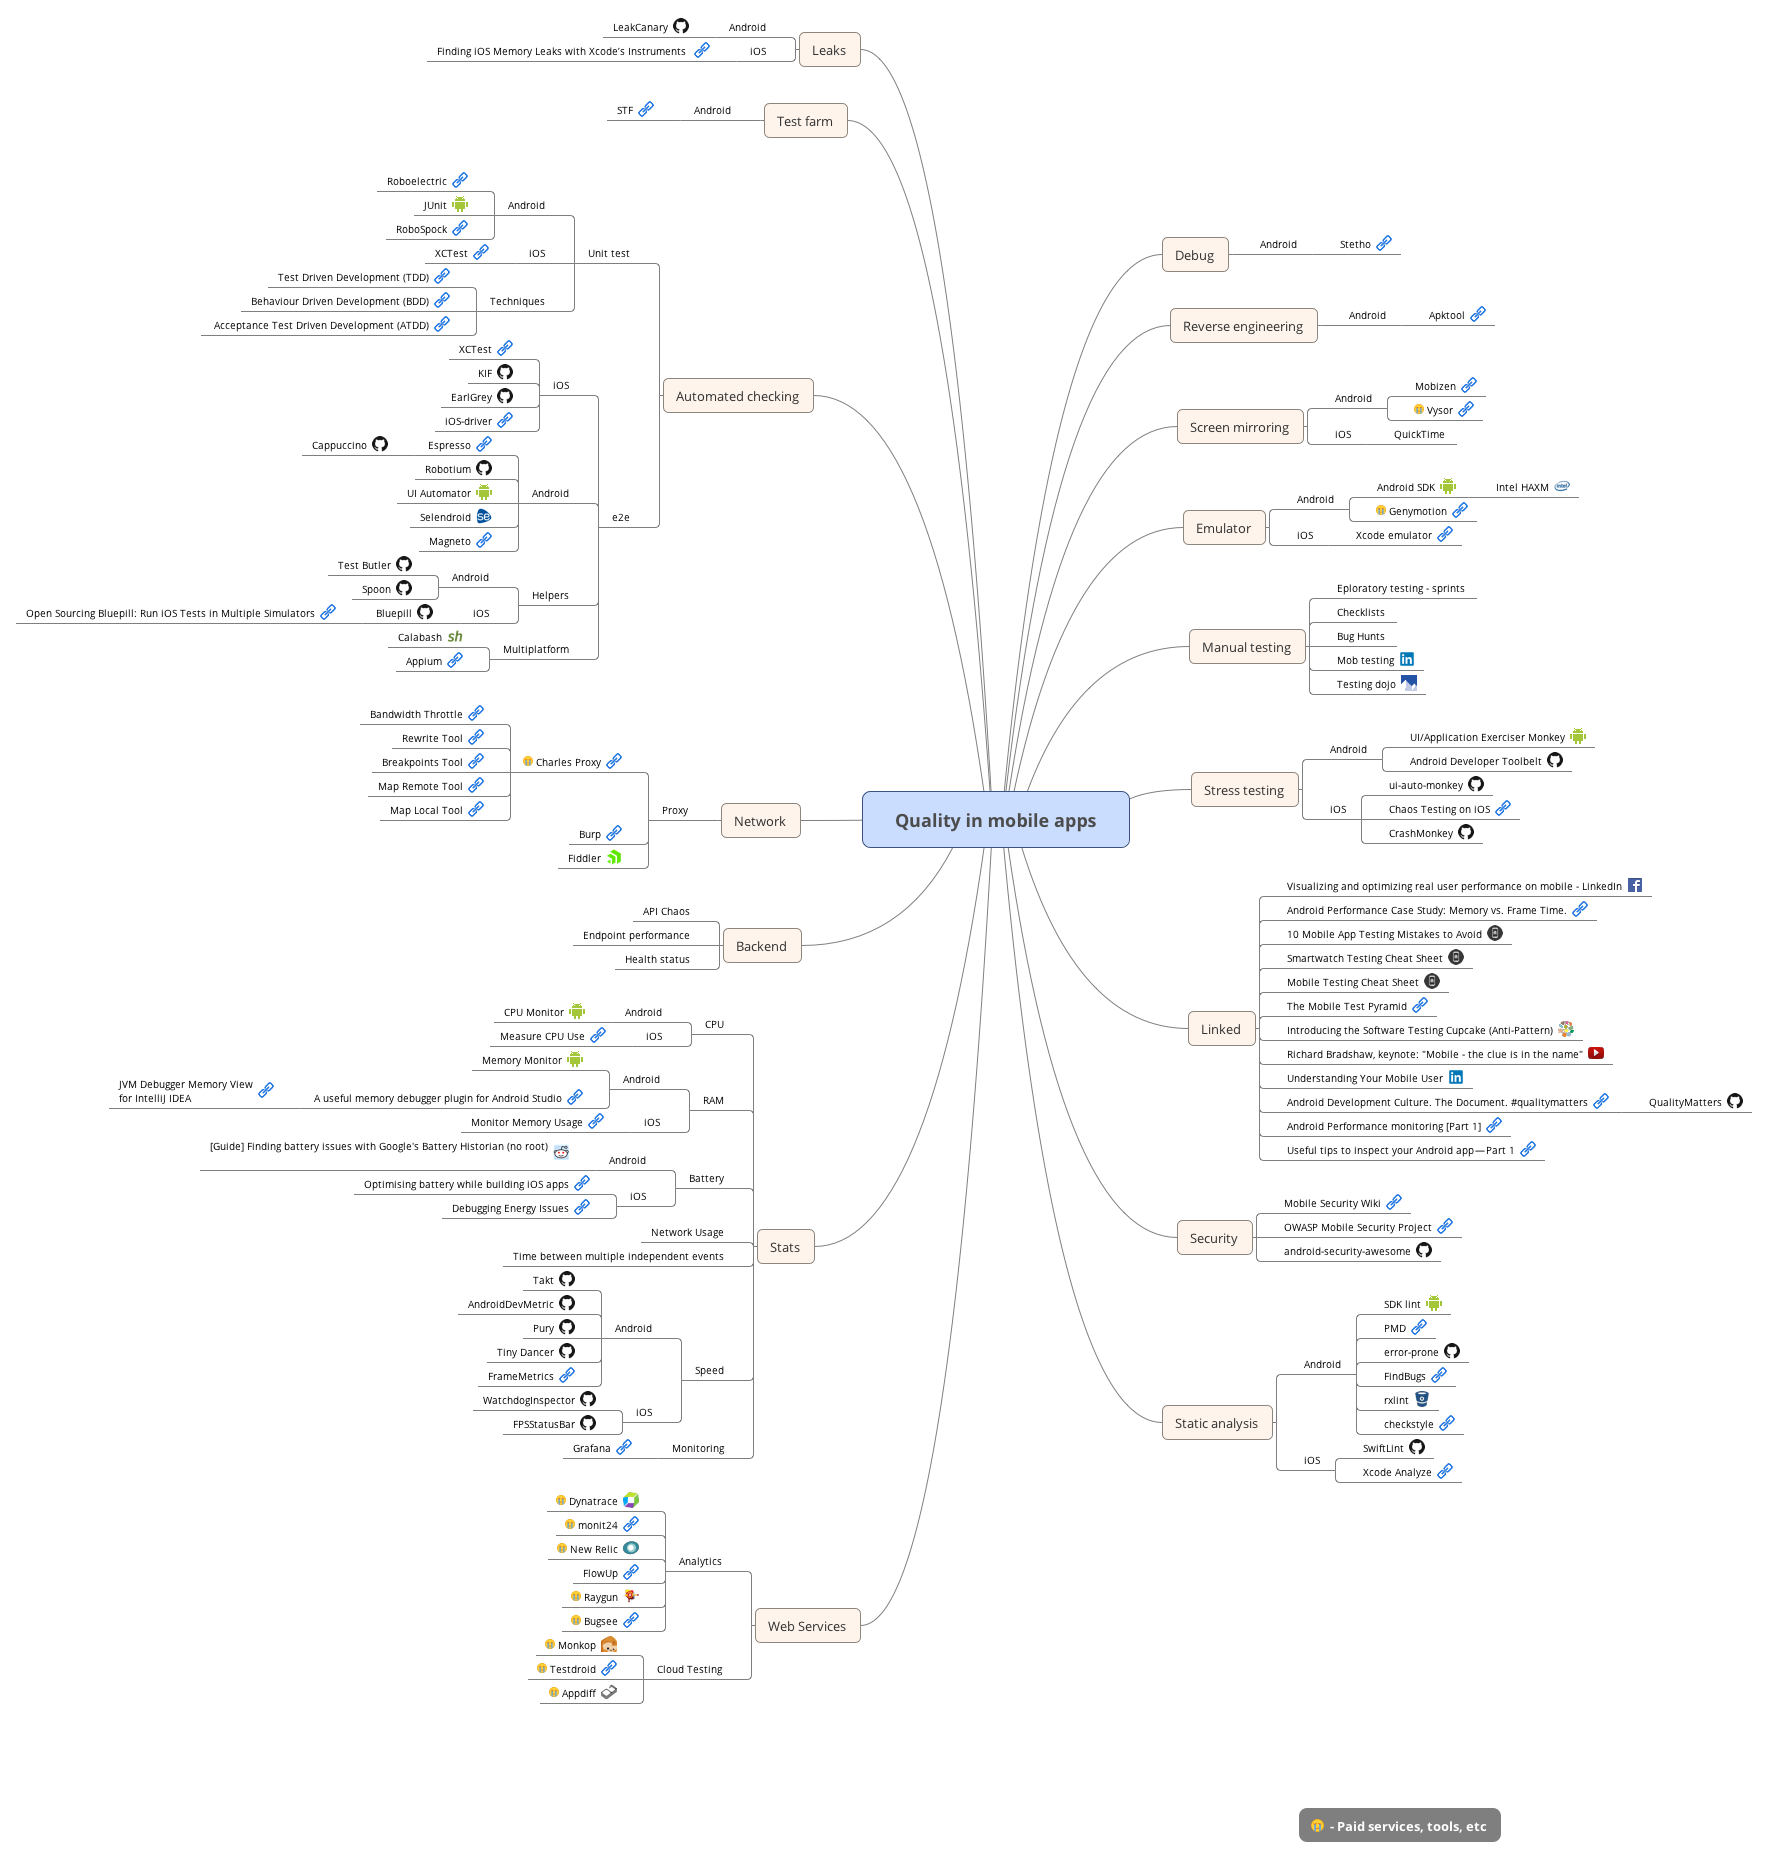 Quality in mobile apps
Leaks
Android
LeakCanary
iOS
Finding iOS Memory Leaks with Xcode's Instruments
Test farm
Android
STF
Automated checking
Unit test
Android
Roboelectric
JUnit
RoboSpock
iOS
XCTest
Techniques
Test Driven Development (TDD)
Behaviour Driven Development (BDD)
Acceptance Test Driven Development (ATDD)
e2e
iOS
XCTest
KIF
EarlGrey
iOS-driver
Android
Espresso
Cappuccino
Robotium
UI Automator
Selendroid
Magneto
Helpers
Android
Test Butler
Spoon
iOS
Bluepill
Open Sourcing Bluepill: Run iOS Tests in Multiple Simulators
Multiplatform
Calabash
Appium
Network
Proxy
Charles Proxy
Bandwidth Throttle
Rewrite Tool
Breakpoints Tool
Map Remote Tool
Map Local Tool
Burp
Fiddler
Backend
API Chaos
Endpoint performance
Health status
Stats
CPU
Android
CPU Monitor
iOS
Measure CPU Use
RAM
Android
Memory Monitor
A useful memory debugger plugin for Android Studio
JVM Debugger Memory View
for IntelliJ IDEA
iOS
Monitor Memory Usage
Battery
Android
[Guide] Finding battery issues with Google's Battery Historian (no root)
iOS
Optimising battery while building iOS apps
Debugging Energy Issues
Network Usage
Time between multiple independent events
Speed
Android
Takt
AndroidDevMetric
Pury
Tiny Dancer
FrameMetrics
iOS
WatchdogInspector
FPSStatusBar
Monitoring
Grafana
Web Services
Analytics
Dynatrace
monit24
New Relic
FlowUp
Raygun
Bugsee
Cloud Testing
Monkop
Testdroid
Appdiff
Debug
Android
Stetho
Reverse engineering
Android
Apktool
Screen mirroring
Android
Mobizen
Vysor
iOS
QuickTime
Emulator
Android
Android SDK
Intel HAXM
Genymotion
iOS
Xcode emulator
Manual testing
Eploratory testing - sprints
Checklists
Bug Hunts
Mob testing
Testing dojo
Stress testing
Android
UI/Application Exerciser Monkey
Android Developer Toolbelt
iOS
ui-auto-monkey
Chaos Testing on iOS
CrashMonkey
Linked
Visualizing and optimizing real user performance on mobile - LinkedIn
Android Performance Case Study: Memory vs. Frame Time.
10 Mobile App Testing Mistakes to Avoid
Smartwatch Testing Cheat Sheet
Mobile Testing Cheat Sheet
The Mobile Test Pyramid
Introducing the Software Testing Cupcake (Anti-Pattern)
Richard Bradshaw, keynote: "Mobile - the clue is in the name"
Understanding Your Mobile User
Android Development Culture. The Document. #qualitymatters
QualityMatters
Android Performance monitoring [Part 1]
Useful tips to inspect your Android app — Part 1
Security
Mobile Security Wiki
OWASP Mobile Security Project
android-security-awesome
Static analysis
Android
SDK lint
PMD
error-prone
FindBugs
rxlint
checkstyle
iOS
SwiftLint
Xcode Analyze
- Paid services, tools, etc